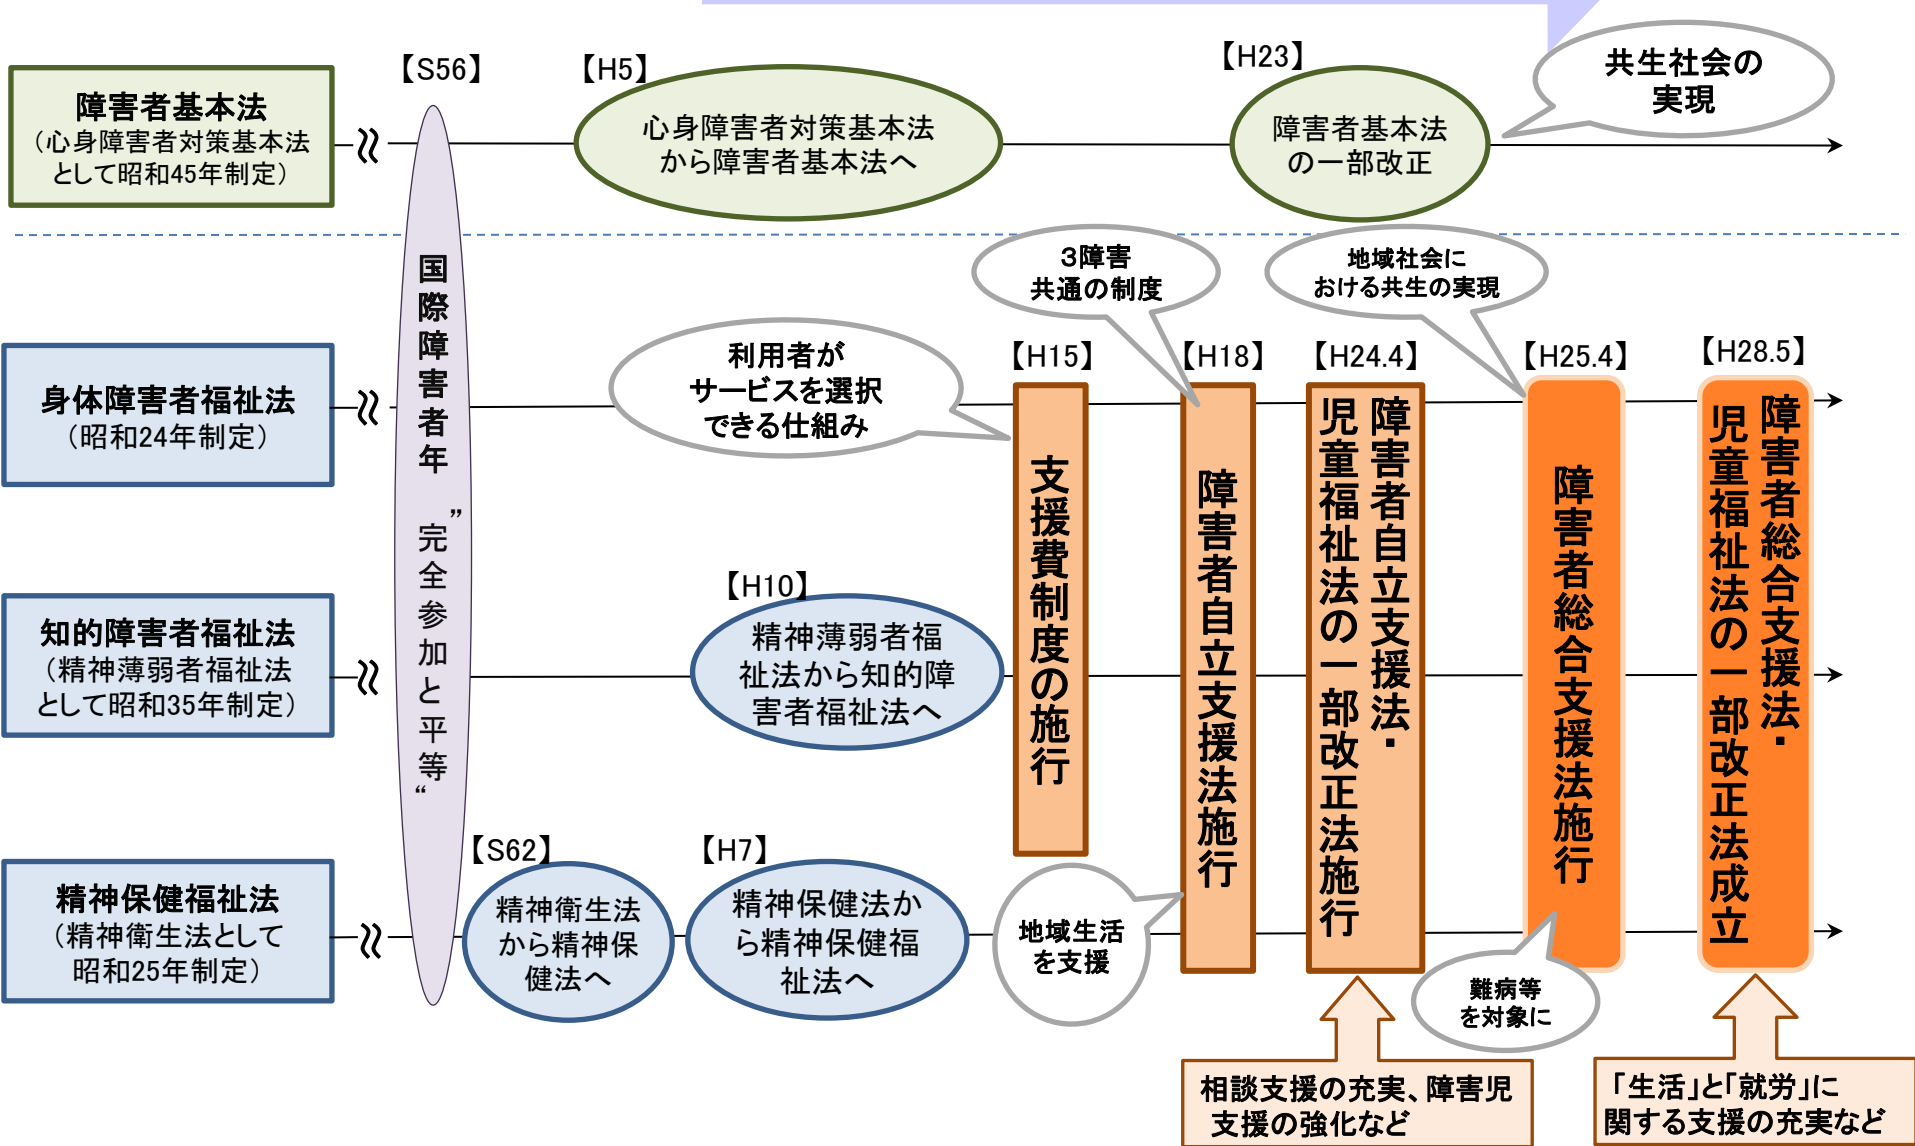 【S56】
【H5】
【H23】
共生社会の
実現
障害者基本法
（心身障害者対策基本法
として昭和45年制定）
心身障害者対策基本法
から障害者基本法へ
障害者基本法
の一部改正
国際障害者年 ”完全参加と平等“
３障害
共通の制度
地域社会に
おける共生の実現
利用者が
サービスを選択
できる仕組み
【H15】
【H18】
【H24.4】
【H25.4】
【H28.5】
身体障害者福祉法
（昭和24年制定）
支援費制度の施行
障害者自立支援法施行
障害者自立支援法・
児童福祉法の一部改正法施行
障害者総合支援法施行
障害者総合支援法・
児童福祉法の一部改正法成立
【H10】
知的障害者福祉法
（精神薄弱者福祉法
として昭和35年制定）
精神薄弱者福
祉法から知的障
害者福祉法へ
【S62】
【H7】
精神保健福祉法
（精神衛生法として
昭和25年制定）
精神衛生法
から精神保
健法へ
精神保健法か
ら精神保健福
祉法へ
地域生活
を支援
難病等
を対象に
相談支援の充実、障害児
支援の強化など
「生活」と「就労」に
関する支援の充実など